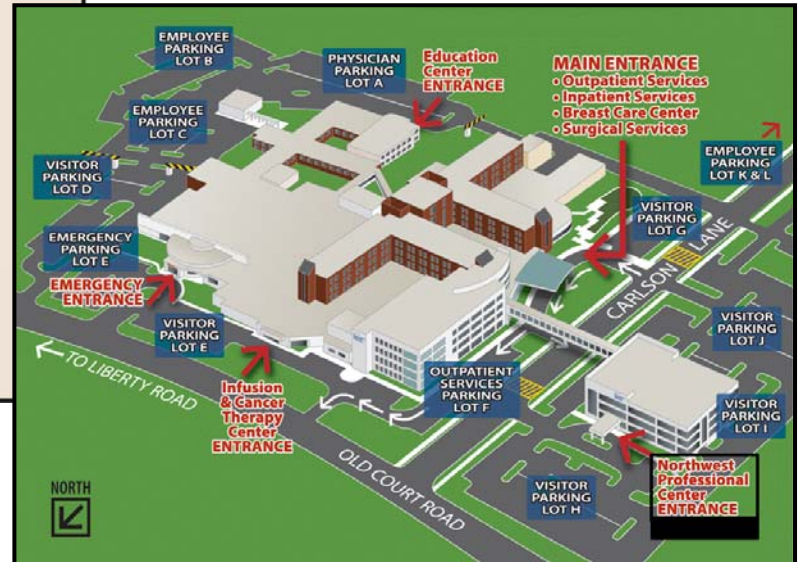 EMPLOYEE
PARKING
LOT B
PHYSICIAN
PARKING
LOT A
Education
Center
ENTRANCE
MAIN ENTRANCE
• Outpatient Services
• Inpatient Services
• Breast Care Center
• Surgical Services
EMPLOYEE
PARKING
LOT C
EMPLOYEE
PARKING
LOT K & L
VISITOR
PARKING
LOT D
VISITOR
PARKING
LOT G
EMERGENCY
PARKING
LOT E
EMERGENCY
ENTRANCE
CARLSON LANE
VISITOR
PARKING
LOT E
VISITOR
PARKING
LOT J
TO LIBERTY ROAD
Infusion
& Cancer
Therapy
Center
ENTRANCE
OUTPATIENT
SERVICES
PARKING
LOT F
VISITOR
PARKING
LOT I
OLD COURT ROAD
Northwest
Professional
Center
ENTRANCE
VISITOR
PARKING
LOT H
NORTH